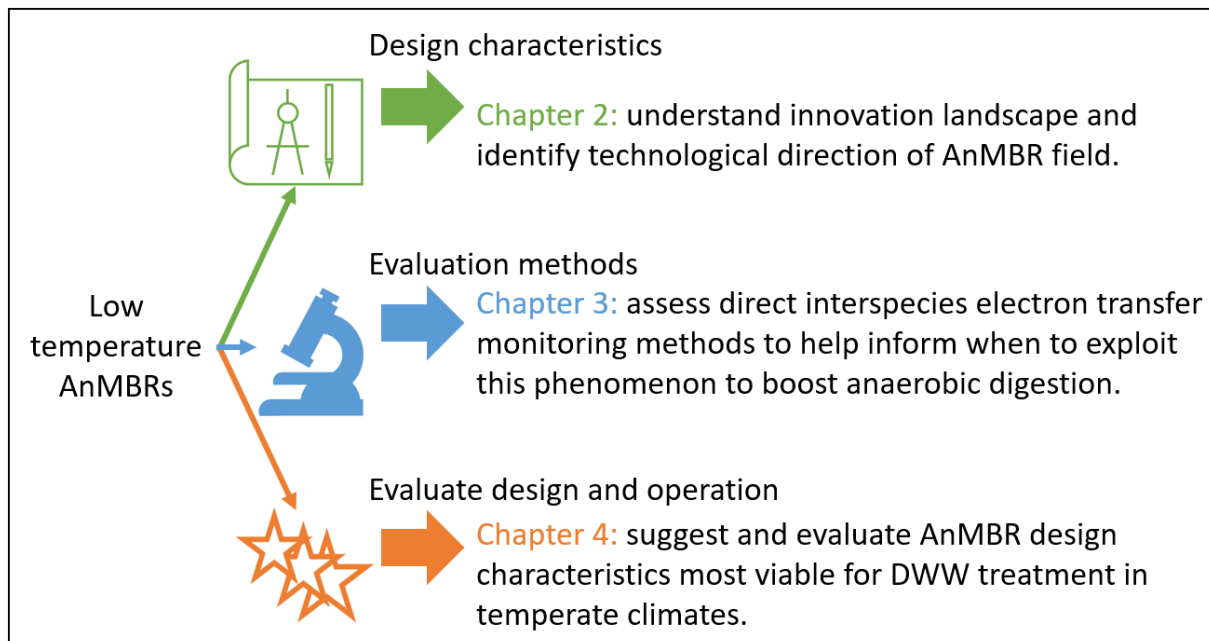 Design characteristics
Chapter 2: understand innovation landscape and
identify technological direction of AnMBR field.
Low
temperature
AnMBRs
Evaluation methods
Chapter 3: assess direct interspecies electron transfer
monitoring methods to help inform when to exploit
this phenomenon to boost anaerobic digestion.
Evaluate design and operation
Chapter 4: suggest and evaluate AnMBR design
characteristics most viable for DWW treatment in
temperate climates.